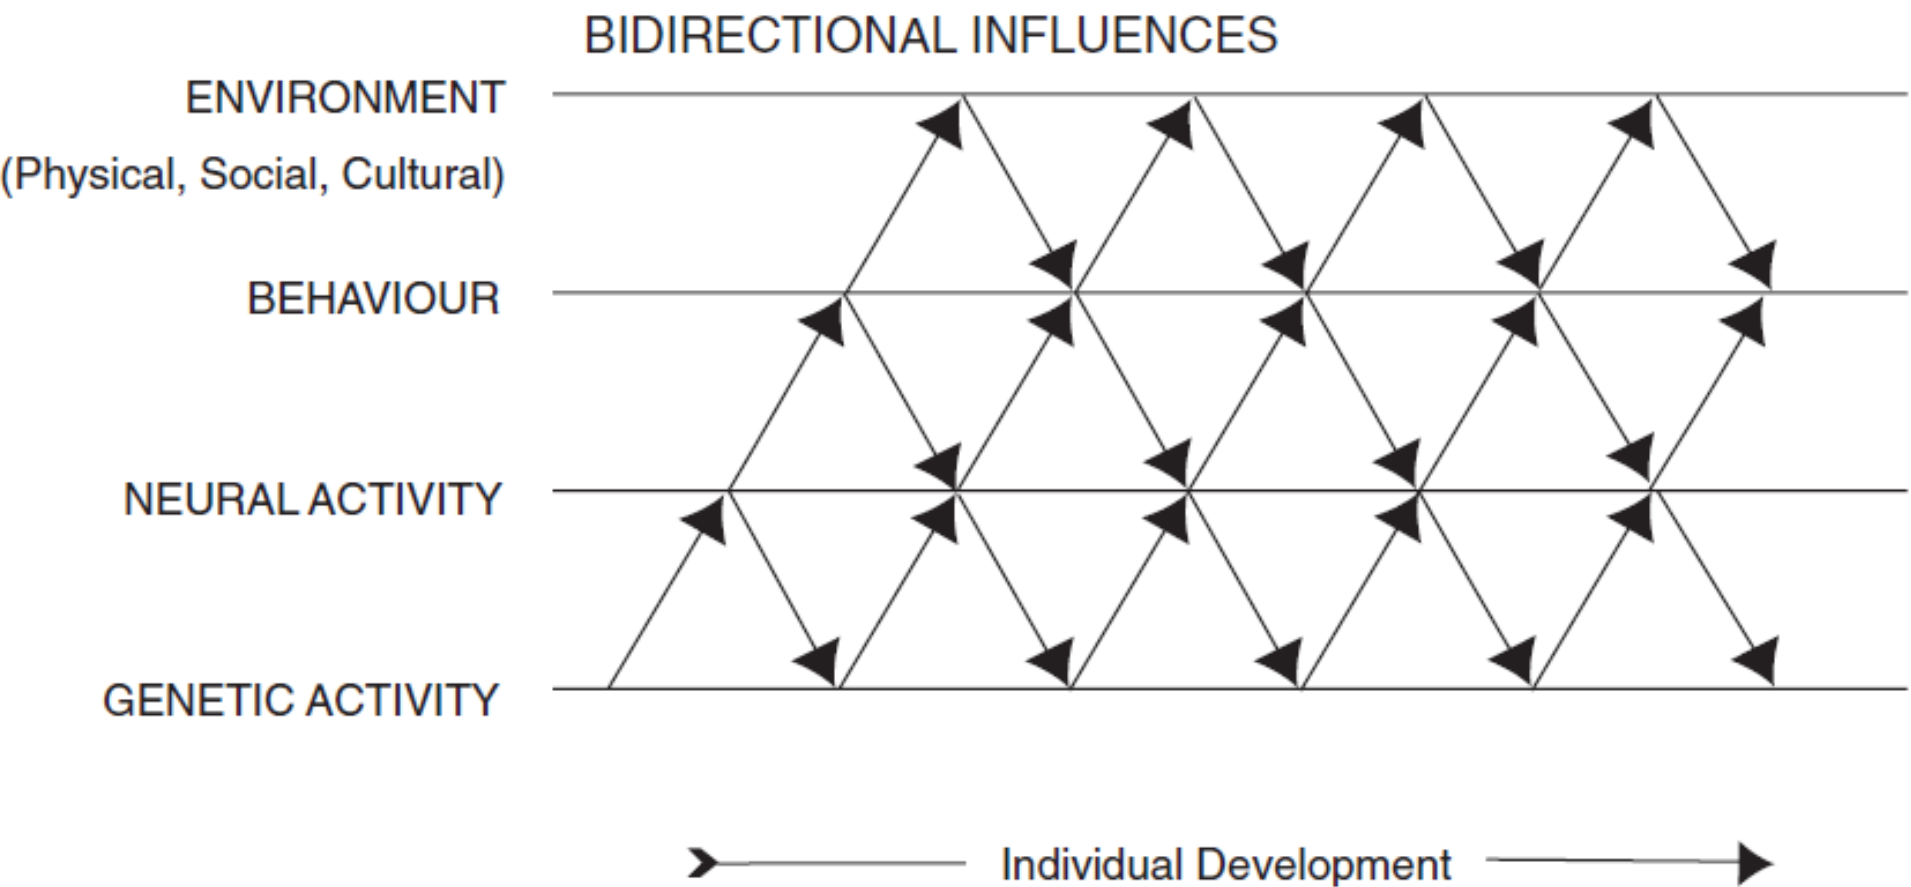 BIDIRECTIONAL INFLUENCES
ENVIRONMENT
(Physical, Social, Cultural)
BEHAVIOUR
NEURAL ACTIVITY
GENETIC ACTIVITY
Individual Development